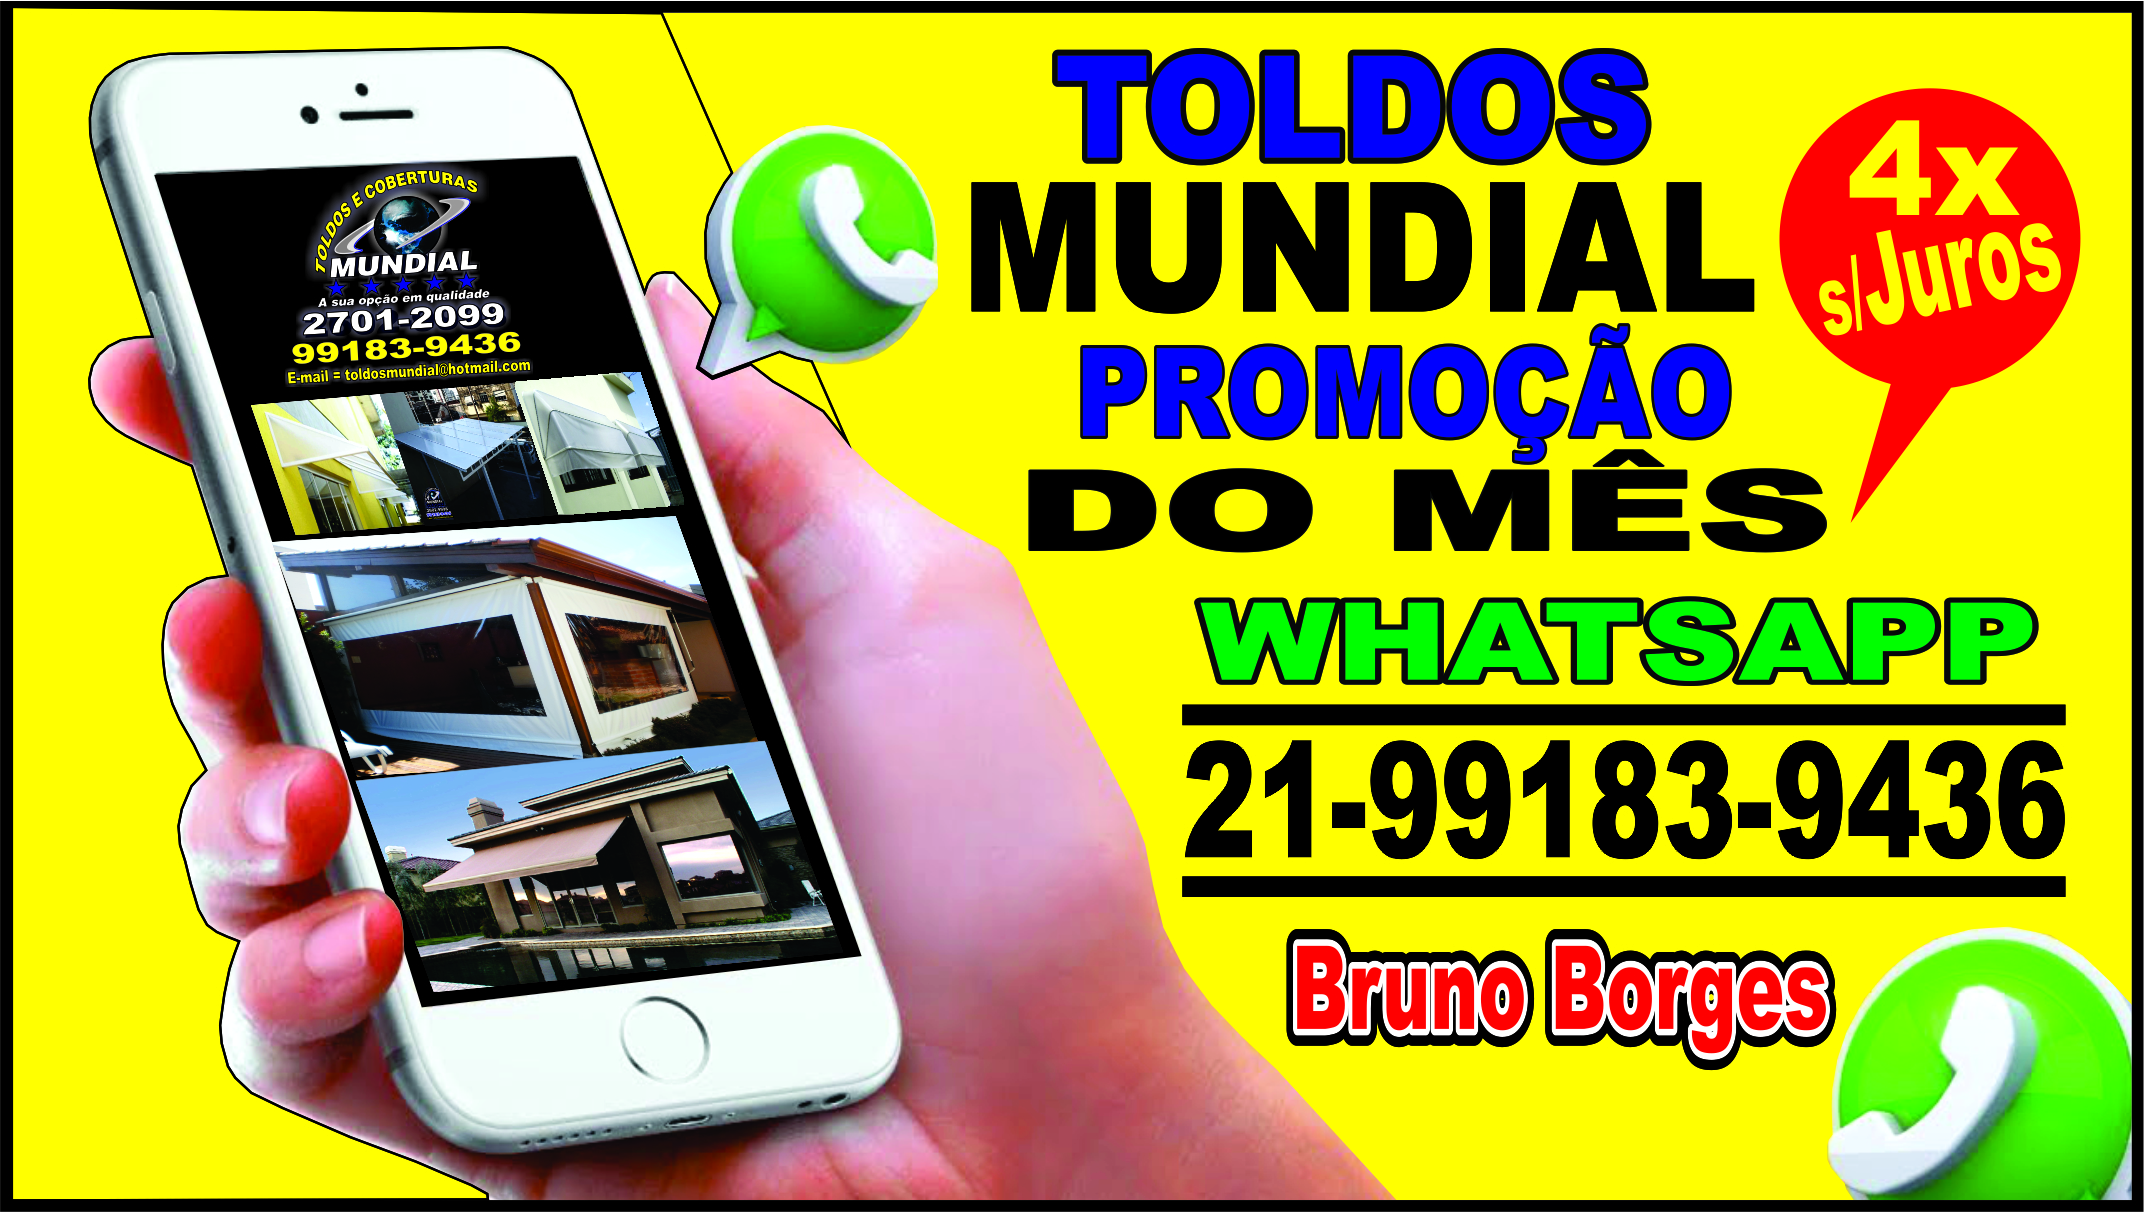 TOLDOS E COBERTURAS
MUNDIAL
A sua opção em qualidade
2701-2099
99183-9436
E-mail = toldosmundial@hotmail.com
TOLDOS
MUNDIAL
PROMOÇÃO
DO MÊS
4x
s/Juros
WHATSAPP
21-99183-9436
Bruno Borges